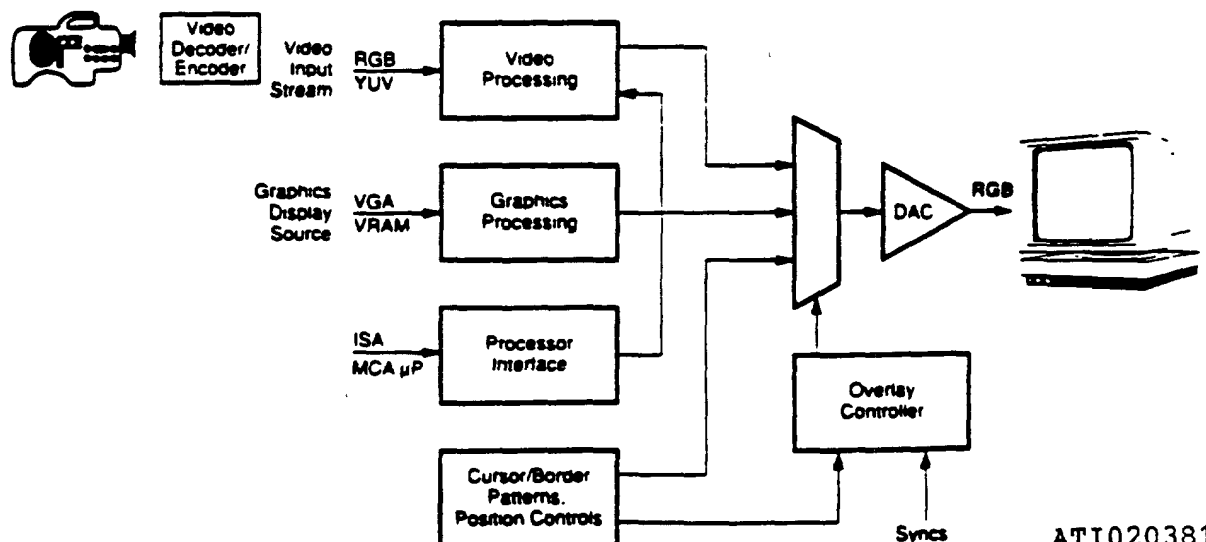 Video
Decoder/
Encoder
Video
Input
Stream
RGB
YUV
Video
Processing
Graphics
Display
Source
VGA
VRAM
Graphics
Processing
DAC
RGB
ISA
MCA µP
Processor
Interface
Overlay
Controller
Cursor/Border
Patterns.
Position Controls
Syncs
ATI020381